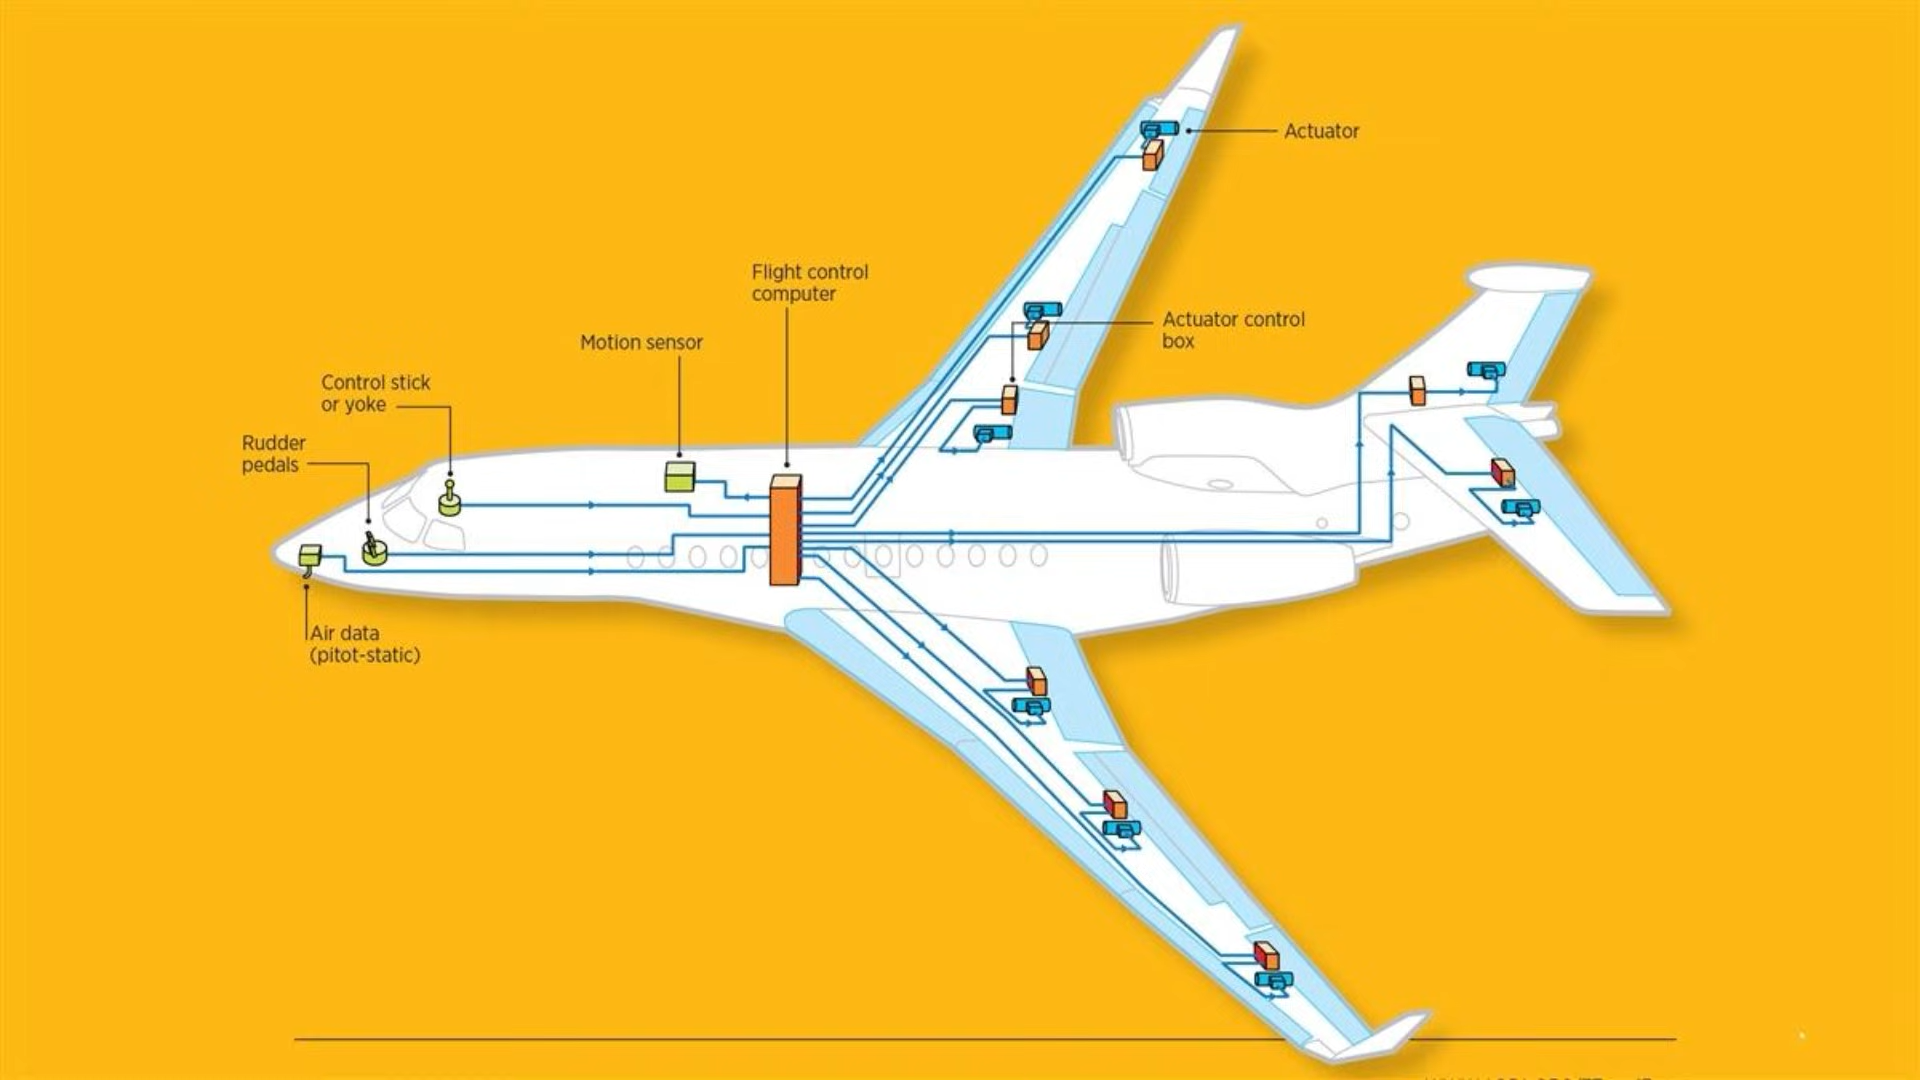 Actuator
Flight control
computer
Actuator control
box
Motion sensor
Control stick
or yoke
Rudder
pedals
Air data
(pitot-static)